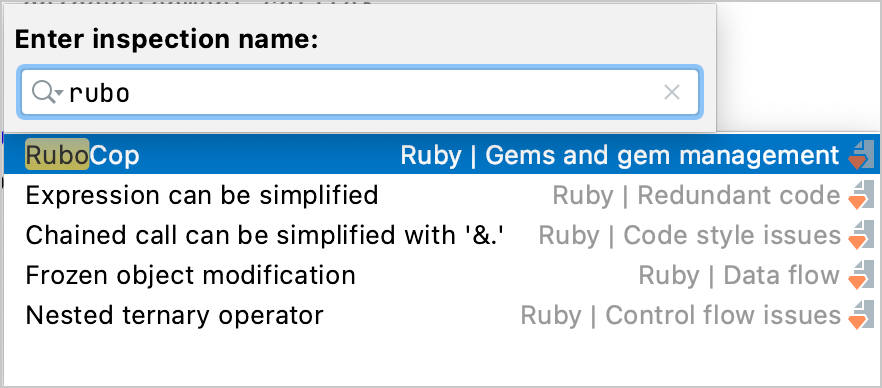 Enter inspection name:
rubo
RuboCop Ruby | Gems and gem management
Expression can be simplified Ruby | Redundant code
Chained call can be simplified with '&.' Ruby | Code style issues
Frozen object modification Ruby | Data flow
Nested ternary operator Ruby | Control flow issues